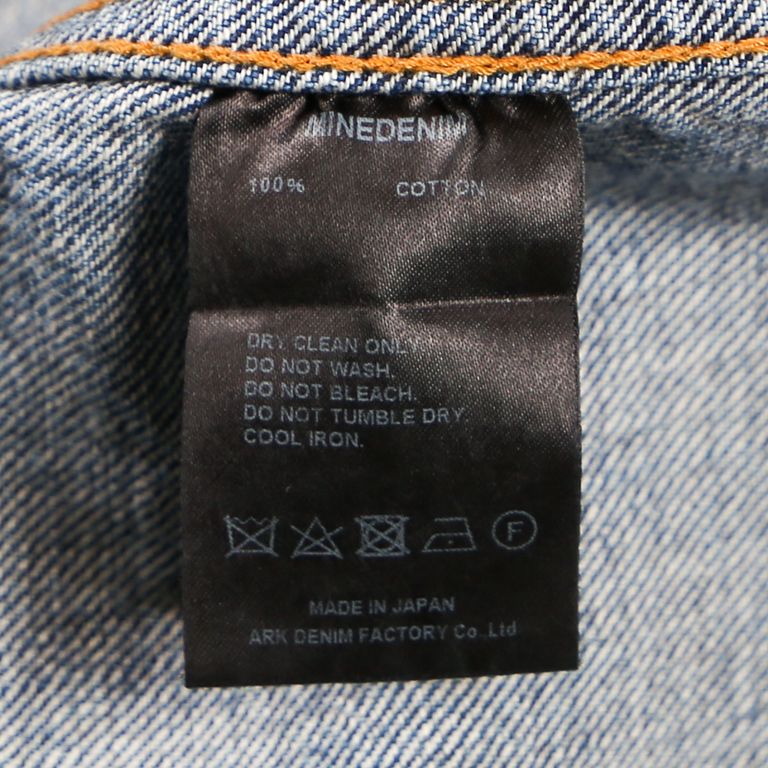 MINEDENIM
100% COTTON
DRY CLEAN ONLY.
DO NOT WASH.
DO NOT BLEACH.
DO NOT TUMBLE DRY.
COOL IRON.
F
MADE IN JAPAN
ARK DENIM FACTORY Co.,Ltd